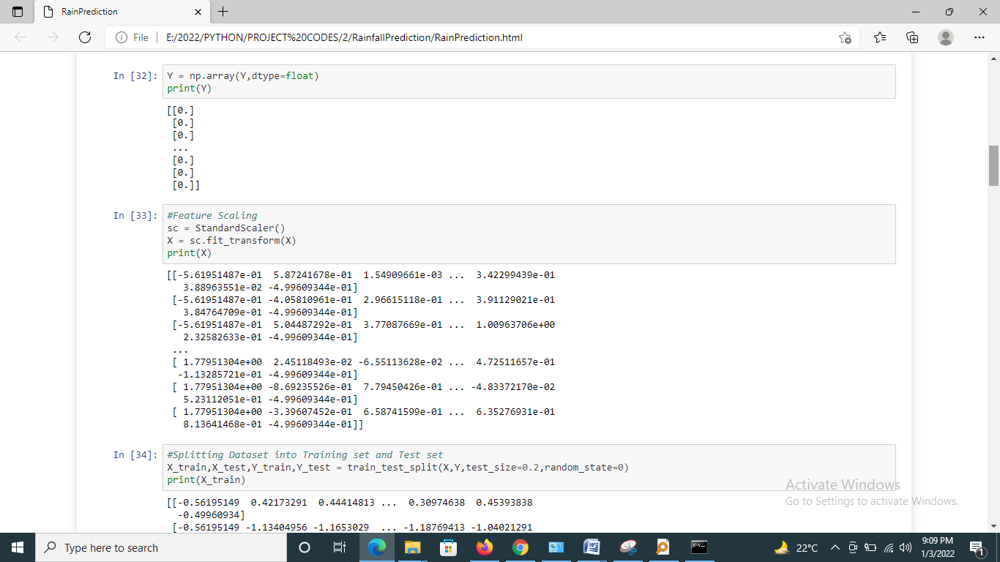 RainPrediction
File
E:/2022/PYTHON/PROJECT%20CODES/2/RainfallPrediction/RainPrediction.html
In [32]: Y = np.array(Y,dtype=float)
print(Y)
[[0.]
[0.]
[0.]
...
[0.]
[0.]
[0.]]
In [33]: #Feature Scaling
sc = StandardScaler()
X = sc.fit_transform(X)
print(X)
[[-5.61951487e-01 5.87241678e-01 1.54909661e-03 ... 3.42299439e-01
3.88963551e-02 -4.99609344e-01]
[-5.61951487e-01 -4.05810961e-01 2.96615118e-01 ... 3.91129021e-01
3.84764709e-01 -4.99609344e-01]
[-5.61951487e-01 5.04487292e-01 3.77087669e-01 ... 1.00963706e+00
2.32582633e-01 -4.99609344e-01]
...
[ 1.77951304e+00 2.45118493e-02 -6.55113628e-02 ... 4.72511657e-01
-1.13285721e-01 -4.99609344e-01]
[ 1.77951304e+00 -8.69235526e-01 7.79450426e-01 ... -4.83372170e-02
5.23112051e-01 -4.99609344e-01]
[ 1.77951304e+00 -3.39607452e-01 6.58741599e-01 ... 6.35276931e-01
8.13641468e-01 -4.99609344e-01]]
In [34]: #Splitting Dataset into Training set and Test set
X_train,X_test,Y_train,Y_test = train_test_split(X,Y,test_size=0.2,random_state=0)
print(X_train)
[[-0.56195149 0.42173291 0.44414813 ... 0.30974638 0.45393838
-0.49960934]
[-0.56195149 -1.13404956 -1.1653029 ... -1.18769413 -1.04021291
Activate Windows
Go to Settings to activate Windows.
Type here to search
22°C
9:09 PM
1/3/2022
1